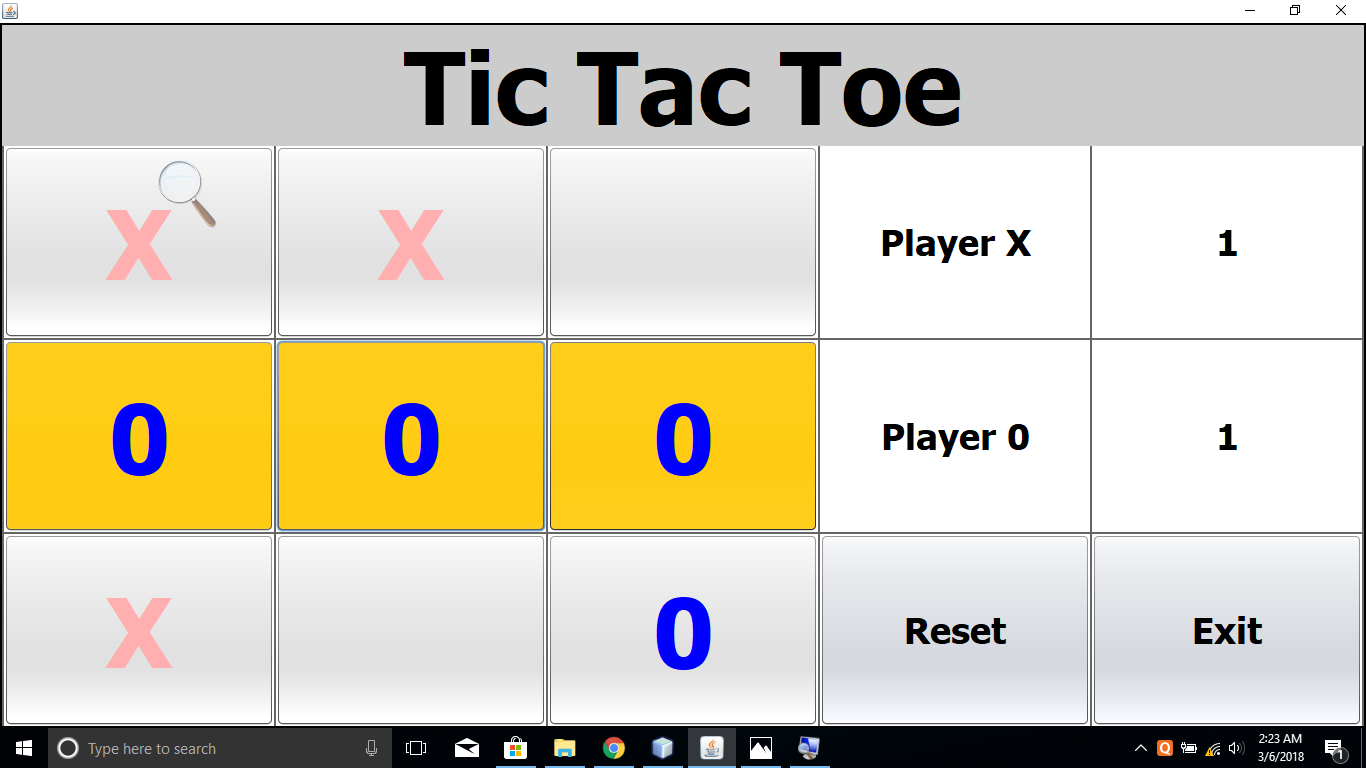 Tic Tac Toe
X X Player X 1
0 0 0 Player 0 1
X 0 Reset Exit
Type here to search
Q
2:23 AM
3/6/2018
1